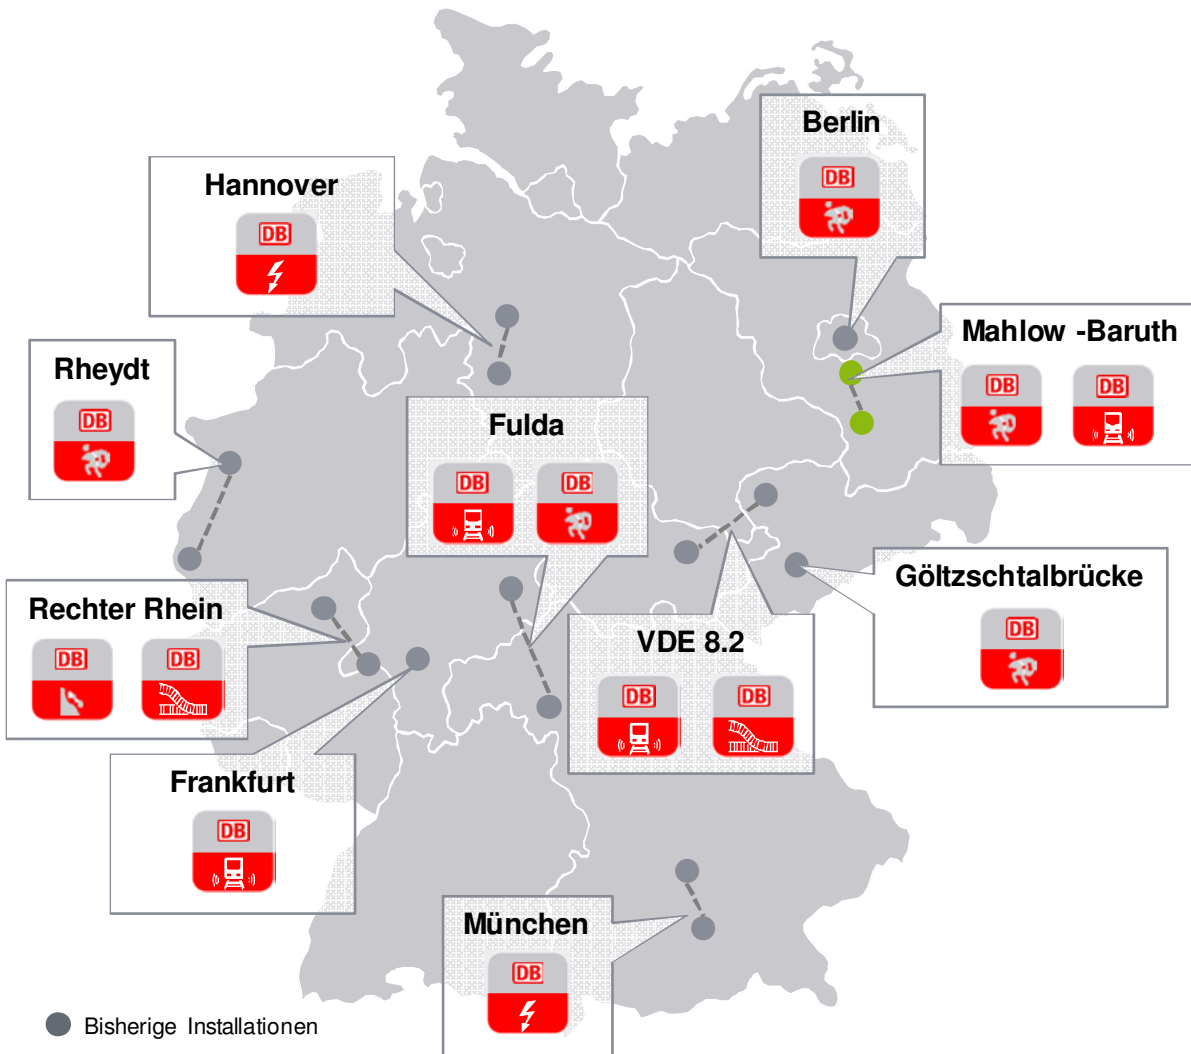 Berlin
DB
Hannover
DB
Mahlow -Baruth
DB DB
Rheydt
DB
Fulda
DB DB
Göltzschtalbrücke
DB
Rechter Rhein
DB DB
VDE 8.2
DB DB
Frankfurt
DB
München
DB
Bisherige Installationen